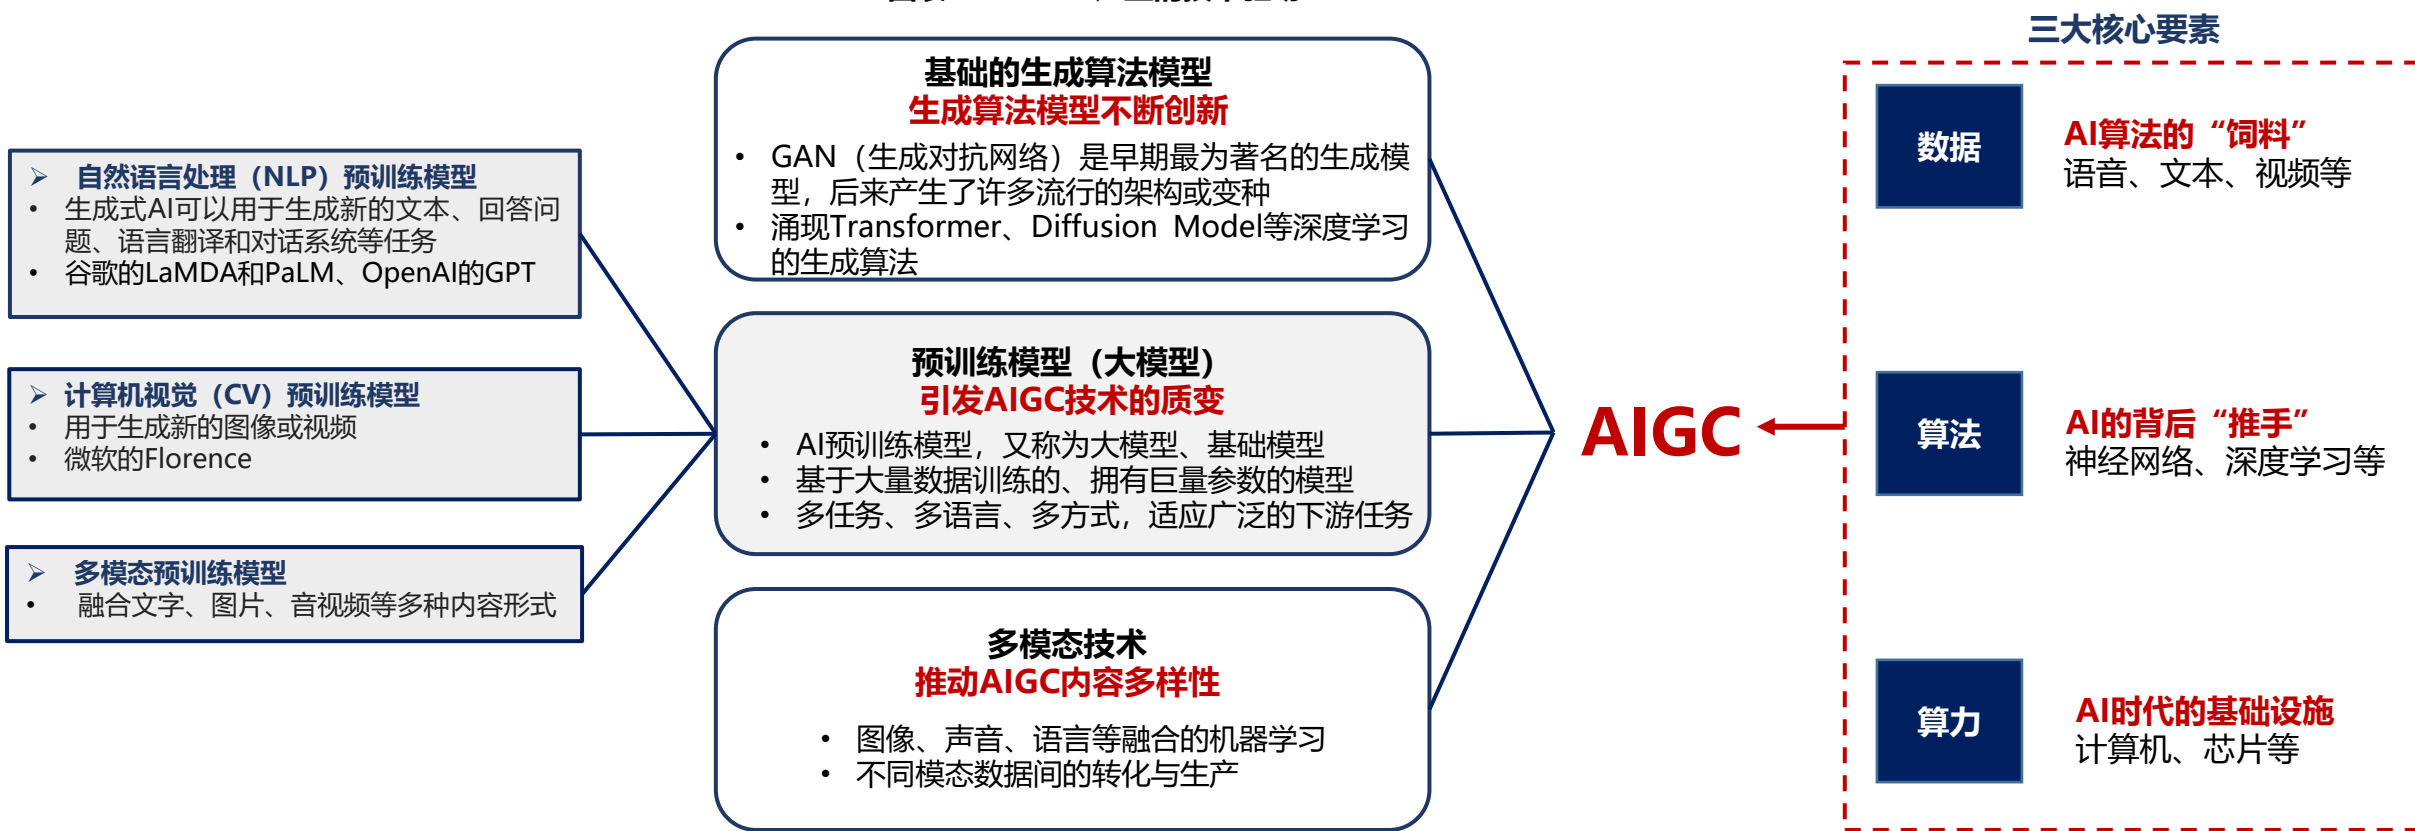 三大核心要素
基础的生成算法模型
生成算法模型不断创新
• GAN（生成对抗网络）是早期最为著名的生成模
型，后来产生了许多流行的架构或变种
• 涌现Transformer、Diffusion Model等深度学习
的生成算法
➢ 自然语言处理（NLP）预训练模型
• 生成式AI可以用于生成新的文本、回答问
题、语言翻译和对话系统等任务
• 谷歌的LaMDA和PaLM、OpenAI的GPT
➢ 计算机视觉（CV）预训练模型
• 用于生成新的图像或视频
• 微软的Florence
➢ 多模态预训练模型
• 融合文字、图片、音视频等多种内容形式
预训练模型（大模型）
引发AIGC技术的质变
• AI预训练模型，又称为大模型、基础模型
• 基于大量数据训练的、拥有巨量参数的模型
• 多任务、多语言、多方式，适应广泛的下游任务
多模态技术
推动AIGC内容多样性
• 图像、声音、语言等融合的机器学习
• 不同模态数据间的转化与生产
AIGC
数据
AI算法的“饲料”
语音、文本、视频等
算法
AI的背后“推手”
神经网络、深度学习等
算力
AI时代的基础设施
计算机、芯片等